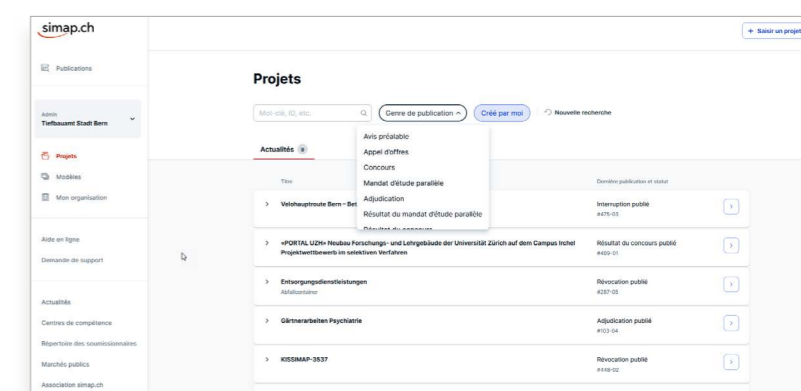 simap.ch
+ Saisir un projet
Publications
Projets
Admin
Tiefbauamt Stadt Bern
Mot-clé, ID, etc.
Genre de publication
Créé par moi
Nouvelle recherche
Avis préalable
Appel d'offres
Concours
Mandat d'étude parallèle
Adjudication
Résultat du mandat d'étude parallèle
Résultat du concours
Actualités 9
Projets
Modèles
Mon organisation
Titre
Dernière publication et statut
Velohauptroute Bern – Bet
Interruption publié
#475-03
«PORTAL UZH» Neubau Forschungs- und Lehrgebäude der Universität Zürich auf dem Campus Irchel
Projektwettbewerb im selektiven Verfahren
Résultat du concours publié
#489-01
Entsorgungsdienstleistungen
Abfallcontainer
Révocation publié
#287-05
Gärtnerarbeiten Psychiatrie
Adjudication publié
#103-04
KISSIMAP-3537
Révocation publié
#448-02
Aide en ligne
Demande de support
Actualités
Centres de compétence
Répertoire des soumissionnaires
Marchés publics
Association simap.ch